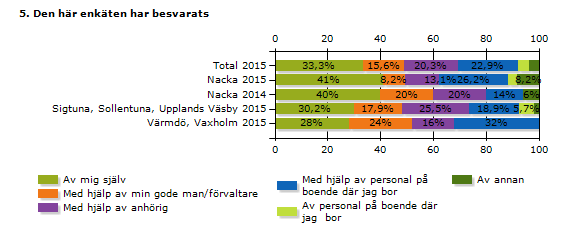 5. Den här enkäten har besvarats
0 20 40 60 80 100
Total 2015 33,3% 15,6% 20,3% 22,9%
Nacka 2015 41% 8,2% 13,1% 26,2% 8,2%
Nacka 2014 40% 20% 20% 14% 6%
Sigtuna, Sollentuna, Upplands Väsby 2015 30,2% 17,9% 25,5% 18,9% 5,7%
Värmdö, Vaxholm 2015 28% 24% 16% 32%
0 20 40 60 80 100
Av mig själv
Med hjälp av min gode man/förvaltare
Med hjälp av anhörig
Med hjälp av personal på
boende där jag bor
Av personal på boende där
jag bor
Av annan